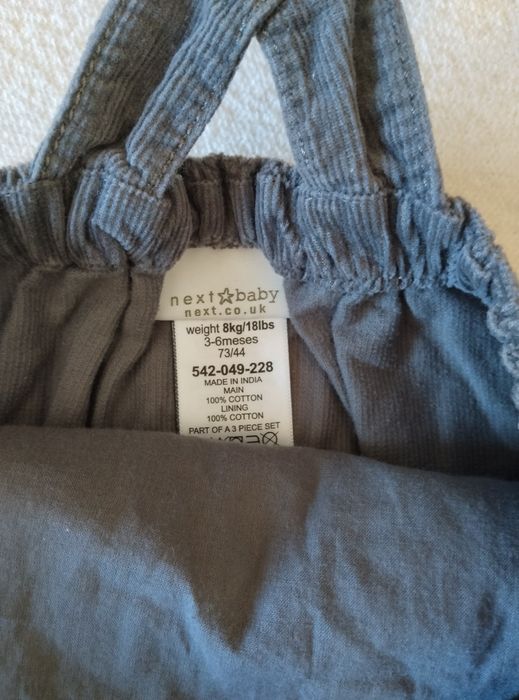 next☆baby
next.co.uk
weight 8kg/18lbs
3-6meses
73/44
542-049-228
MADE IN INDIA
MAIN
100% COTTON
LINING
100% COTTON
PART OF A 3 PIECE SET